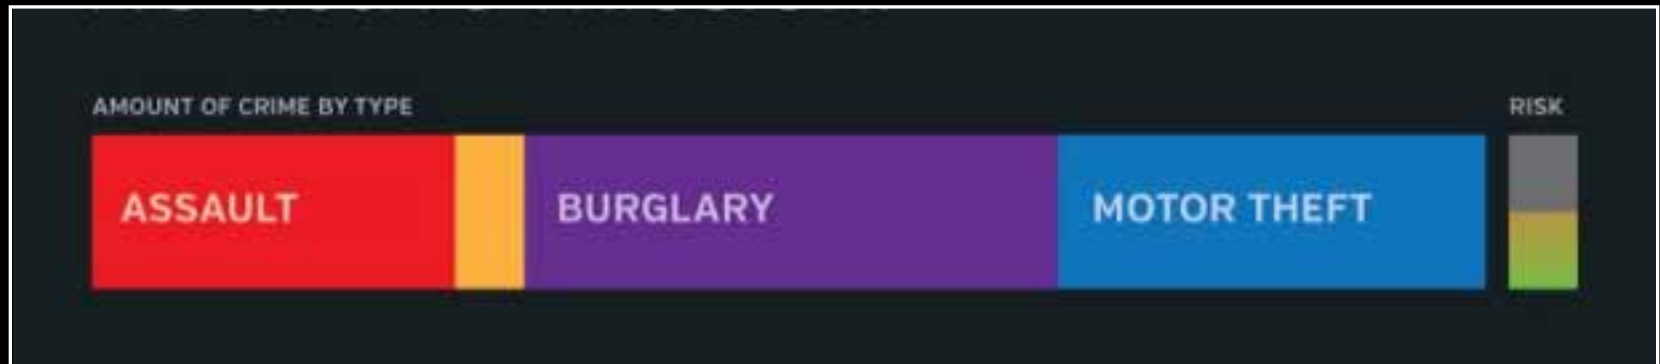 AMOUNT OF CRIME BY TYPE
RISK
ASSAULT
BURGLARY
MOTOR THEFT